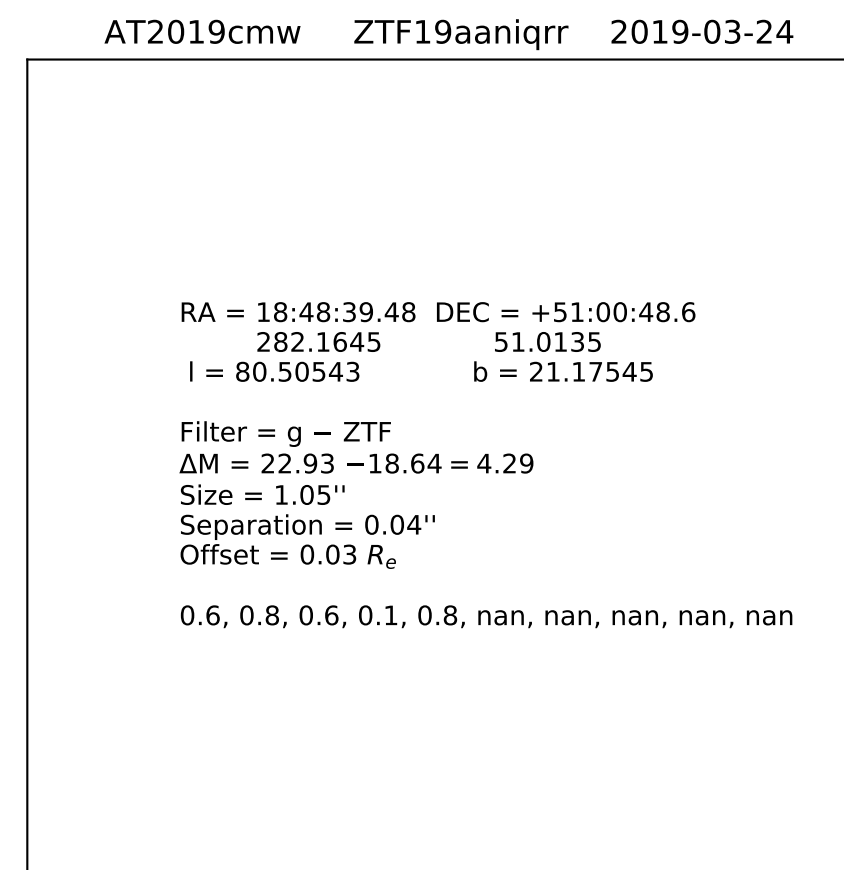 AT2019cmw ZTF19aaniqrr 2019-03-24
RA = 18:48:39.48 DEC = +51:00:48.6
282.1645 51.0135
l = 80.50543 b = 21.17545
Filter = g − ZTF
ΔM = 22.93 −18.64 = 4.29
Size = 1.05''
Separation = 0.04''
Offset = 0.03 Re
0.6, 0.8, 0.6, 0.1, 0.8, nan, nan, nan, nan, nan